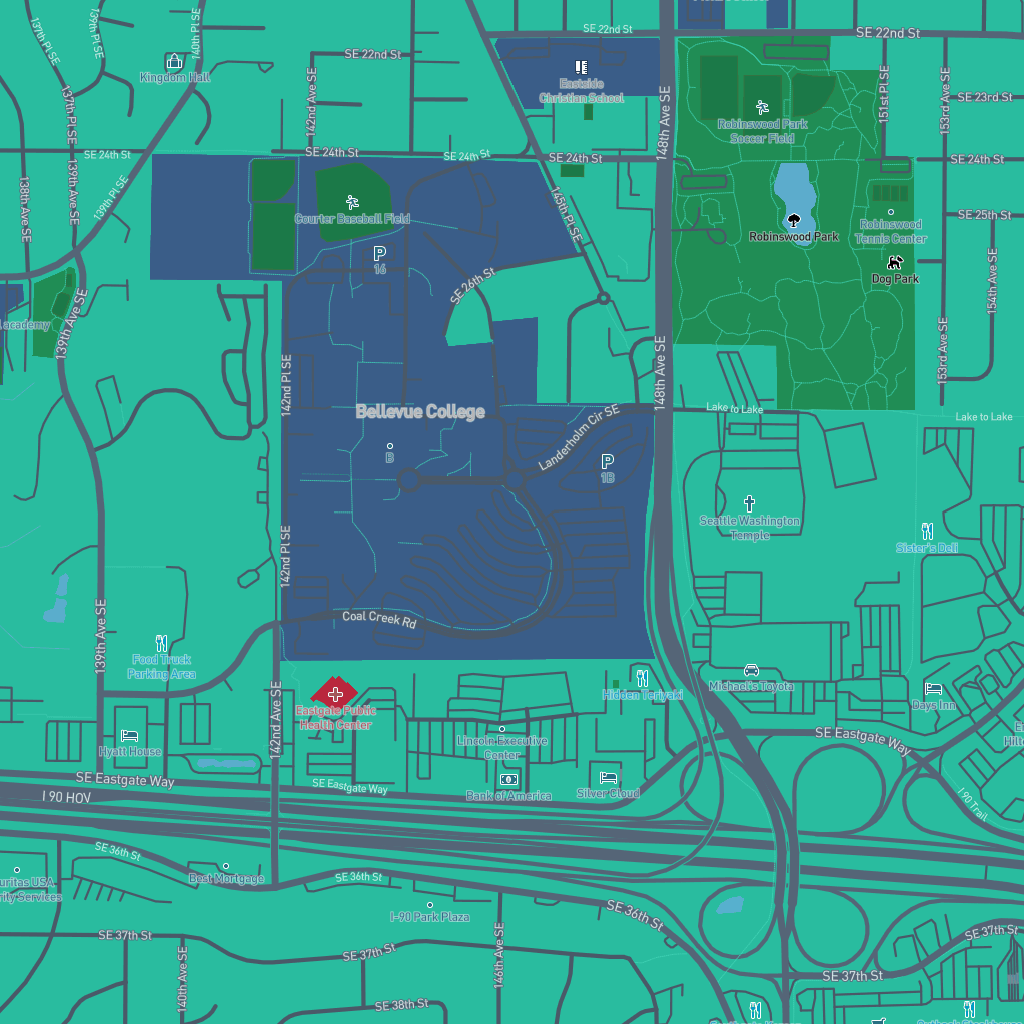 137th Pl SE
139th Pl SE
140th Pl SE
SE 22nd St
SE 22nd St
SE 22nd St
Kingdom Hall
142nd Ave SE
Eastside
Christian School
148th Ave SE
151st Pl SE
153rd Ave SE
SE 23rd St
137th Pl SE
Robinswood Park
Soccer Field
SE 24th St
SE 24th St
SE 24th St
SE 24th St
SE 24th St
138th Ave SE
139th Ave SE
139th Pl SE
145th Pl SE
Courter Baseball Field
SE 25th St
Robinswood Park
Robinswood
Tennis Center
P
16
Dog Park
SE 26th St
154th Ave SE
academy
139th Ave SE
142nd Pl SE
148th Ave SE
153rd Ave SE
Bellevue College
Landerholm Cir SE
Lake to Lake
Lake to Lake
B
P
1B
Seattle Washington
Temple
Sister's Deli
142nd Pl SE
139th Ave SE
Coal Creek Rd
Food Truck
Parking Area
Eastgate Public
Health Center
Hidden Teriyaki
Michael's Toyota
Days Inn
142nd Ave SE
Hyatt House
Lincoln Executive
Center
SE Eastgate Way
SE Eastgate Way
SE Eastgate Way
Bank of America
Silver Cloud
I 90 HOV
I-90 Trail
SE 36th St
SE 36th St
SE 36th St
Best Mortgage
uritas USA
rity Services
I-90 Park Plaza
SE 37th St
SE 37th St
SE 37th St
SE 37th St
140th Ave SE
146th Ave SE
SE 38th St